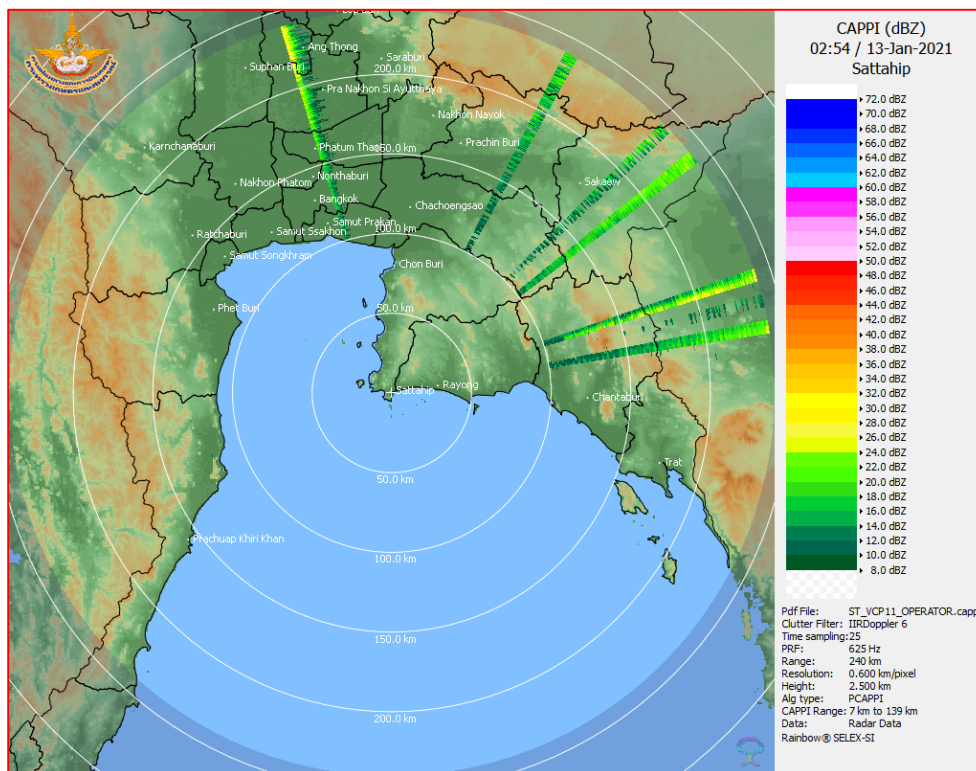 CAPPI (dBZ)
02:54 / 13-Jan-2021
Sattahip
72.0 dBZ
70.0 dBZ
68.0 dBZ
66.0 dBZ
64.0 dBZ
62.0 dBZ
60.0 dBZ
58.0 dBZ
56.0 dBZ
54.0 dBZ
52.0 dBZ
50.0 dBZ
48.0 dBZ
46.0 dBZ
44.0 dBZ
42.0 dBZ
40.0 dBZ
38.0 dBZ
36.0 dBZ
34.0 dBZ
32.0 dBZ
30.0 dBZ
28.0 dBZ
26.0 dBZ
24.0 dBZ
22.0 dBZ
20.0 dBZ
18.0 dBZ
16.0 dBZ
14.0 dBZ
12.0 dBZ
10.0 dBZ
8.0 dBZ
Pdf File: ST_VCP11_OPERATOR.capp
Clutter Filter: IIRDoppler 6
Time sampling: 25
PRF: 625 Hz
Range: 240 km
Resolution: 0.600 km/pixel
Height: 2.500 km
Alg type: PCAPPI
CAPPI Range: 7 km to 139 km
Data: Radar Data
Rainbow® SELEX-SI
Ang Thong
Saraburi
Suphan Buri
200.0 km
Pra Nakhon Si Ayutthaya
Nakhon Nayok
Karnchanaburi
Phatum Than
150.0 km
Prachin Buri
Nakhon Phatom
Nonthaburi
Sakaew
Bangkok
Chachoengsao
Ratchaburi
Samut Ssakhon
Samut Prakan
100.0 km
Samut Songkhram
Chon Buri
Phet Buri
50.0 km
Sattahip
Rayong
Chantaburi
Trat
50.0 km
Prachuap Khiri Khan
100.0 km
150.0 km
200.0 km